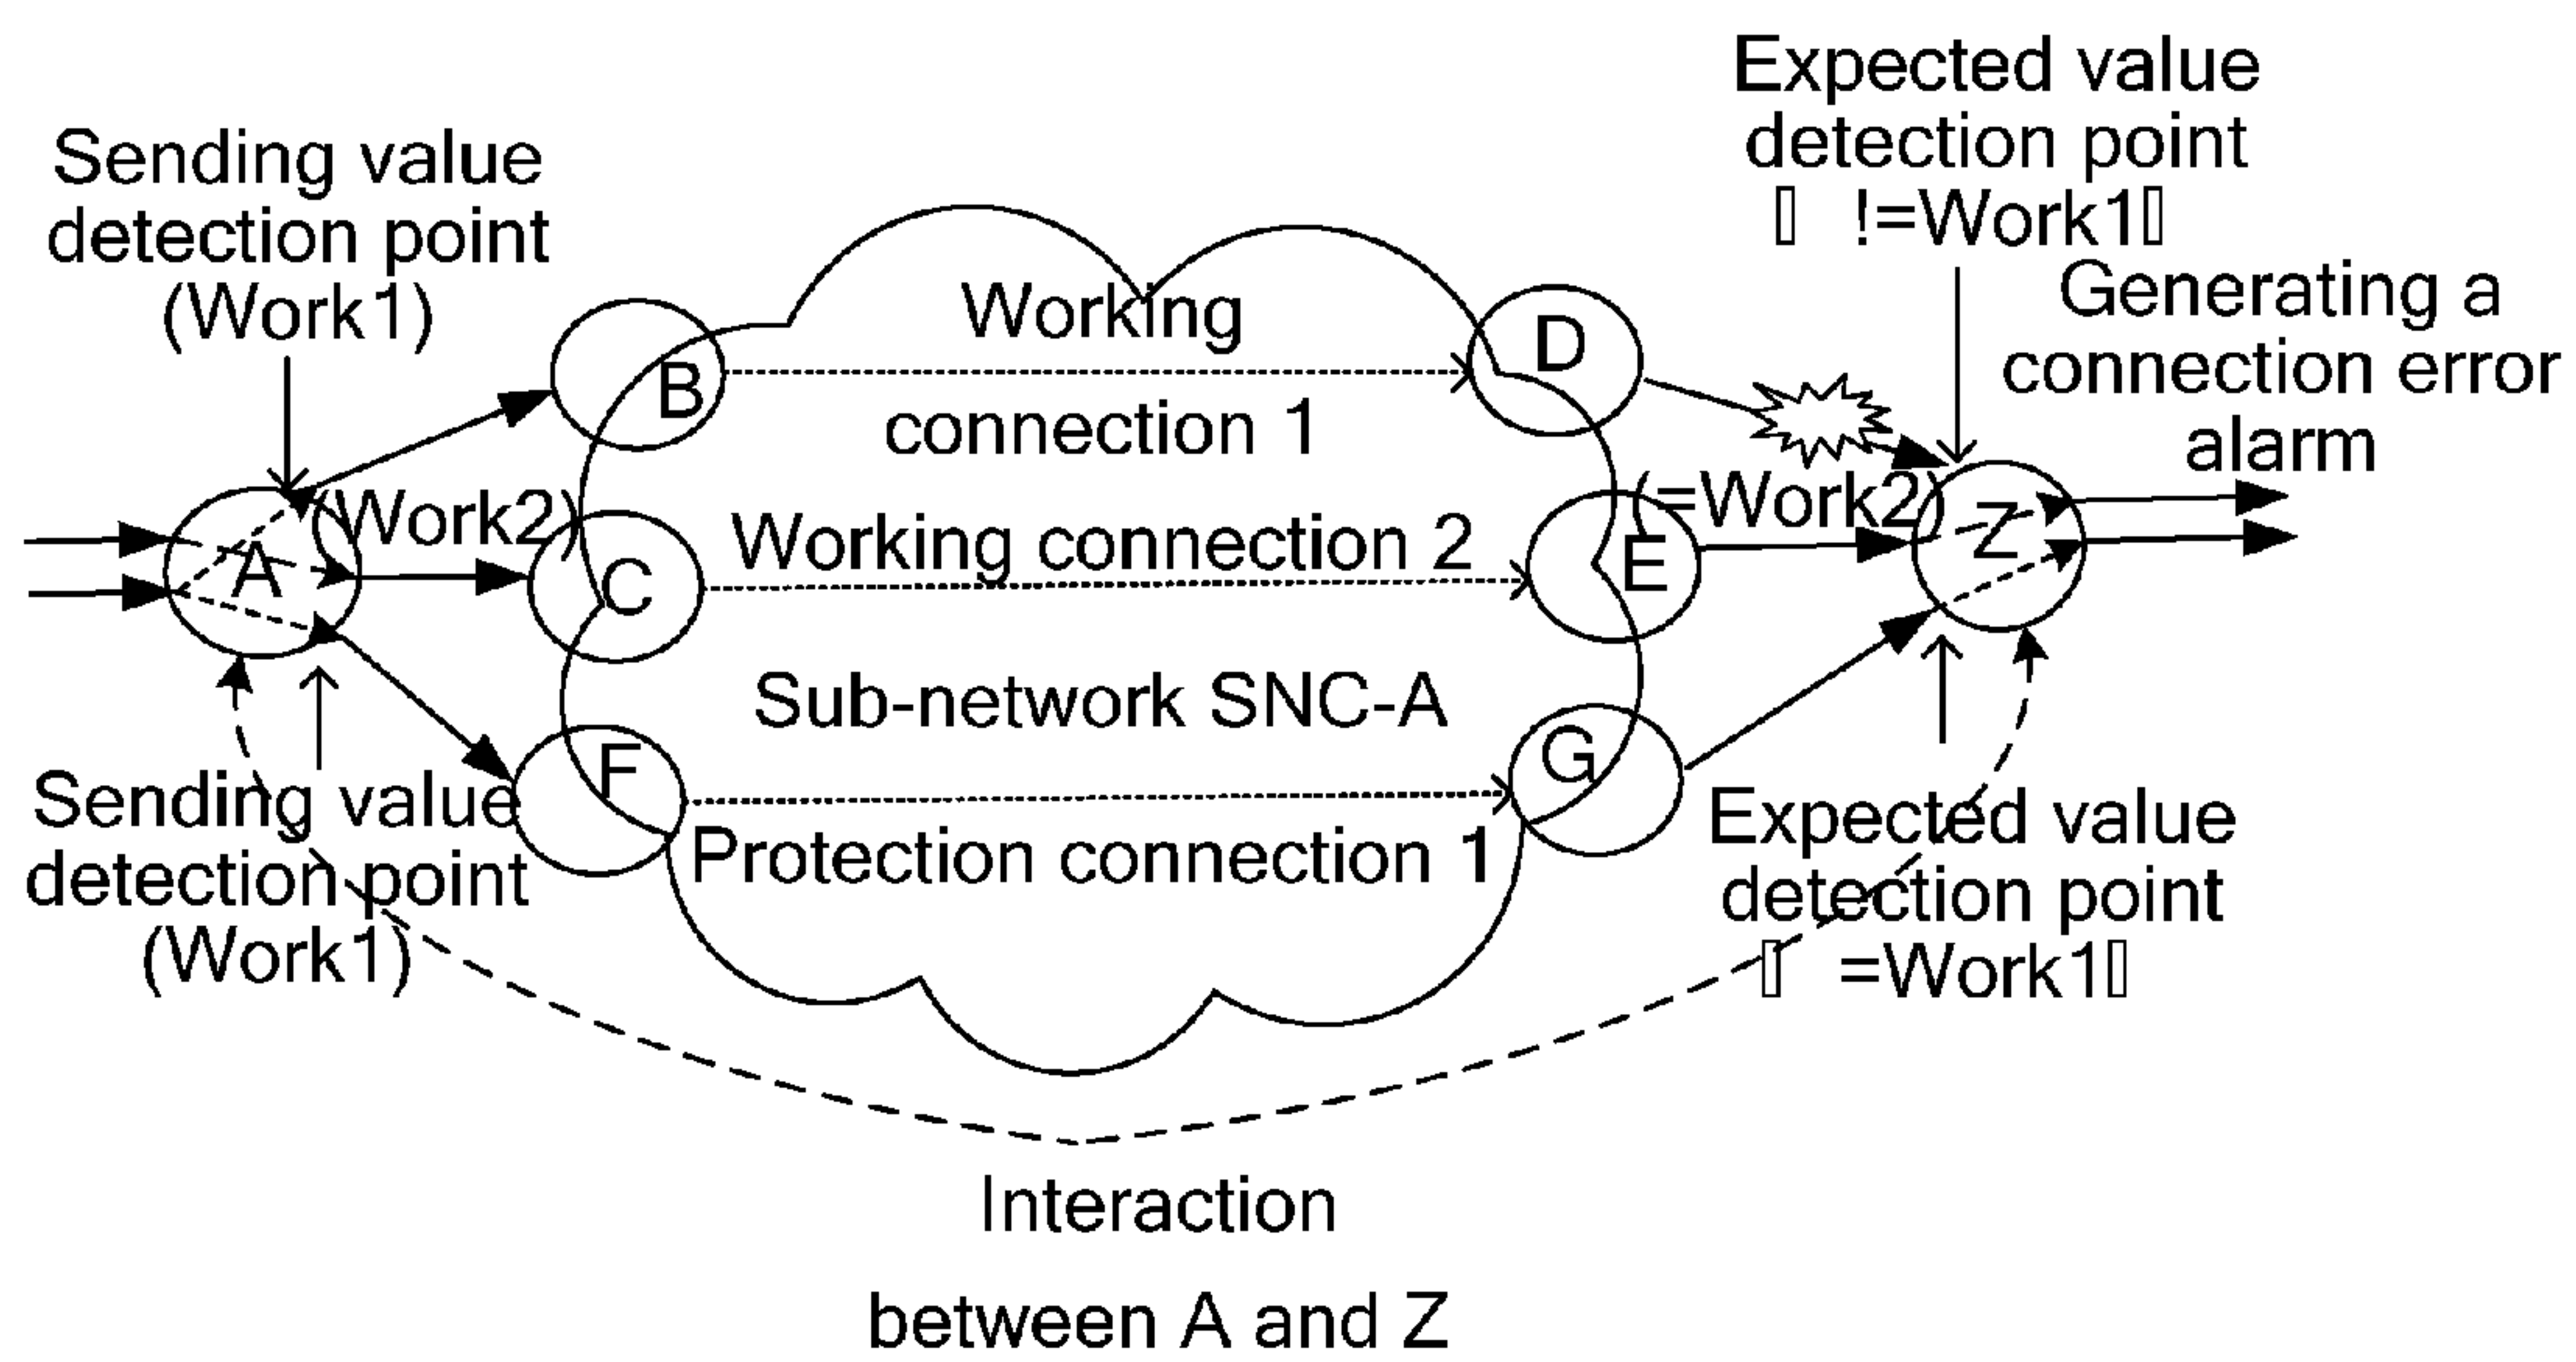 Expected value
detection point
▯ !=Work1▯
Sending value
detection point
(Work1)
Generating a
connection error
alarm
Working
connection 1
B
D
(Work2)
(=Work2)
Working connection 2
A
C
E
Z
Sub-network SNC-A
F
G
Sending value
detection point
(Work1)
Protection connection 1
Expected value
detection point
▯ =Work1▯
Interaction
between A and Z